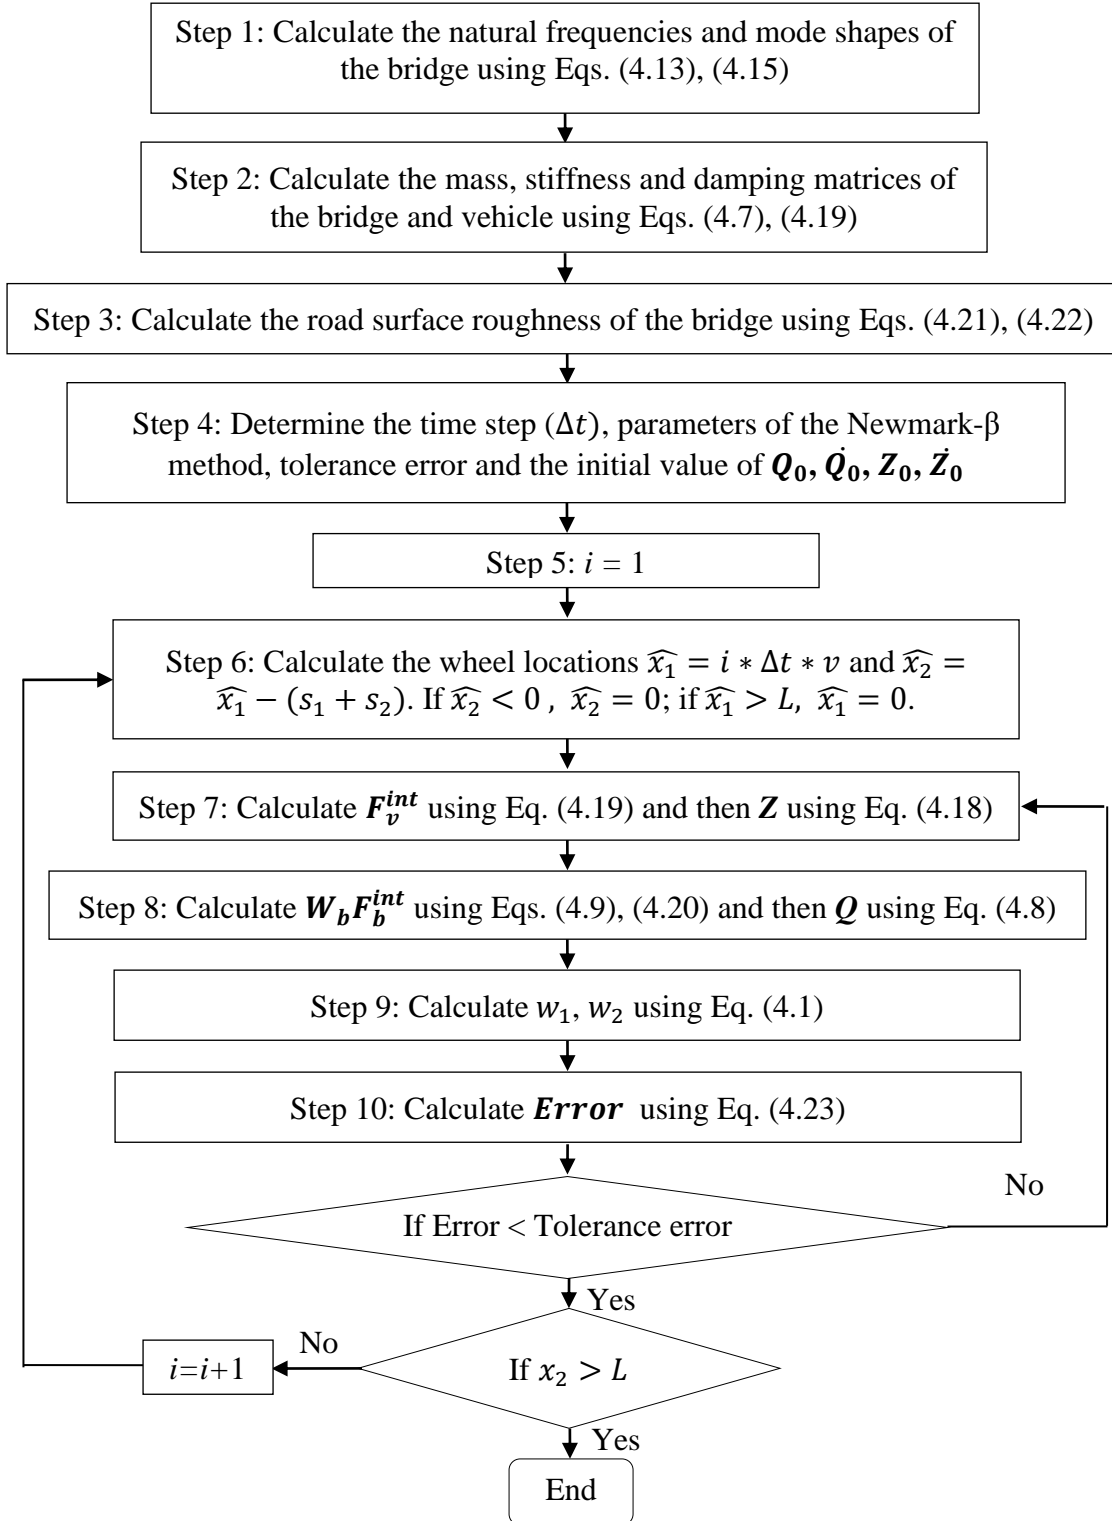 Step 1: Calculate the natural frequencies and mode shapes of
the bridge using Eqs. (4.13), (4.15)
Step 2: Calculate the mass, stiffness and damping matrices of
the bridge and vehicle using Eqs. (4.7), (4.19)
Step 3: Calculate the road surface roughness of the bridge using Eqs. (4.21), (4.22)
Step 4: Determine the time step (Δt), parameters of the Newmark-β
method, tolerance error and the initial value of Q₀, Q̇₀, Z₀, Ż₀
Step 5: i = 1
Step 6: Calculate the wheel locations x̂₁ = i ∗ Δt ∗ v and x̂₂ =
x̂₁ − (s₁ + s₂). If x̂₂ < 0 , x̂₂ = 0; if x̂₁ > L, x̂₁ = 0.
Step 7: Calculate F_v^int using Eq. (4.19) and then Z using Eq. (4.18)
Step 8: Calculate W_b F_b^int using Eqs. (4.9), (4.20) and then Q using Eq. (4.8)
Step 9: Calculate w₁, w₂ using Eq. (4.1)
Step 10: Calculate Error using Eq. (4.23)
No
If Error < Tolerance error
Yes
No
i=i+1
If x₂ > L
Yes
End